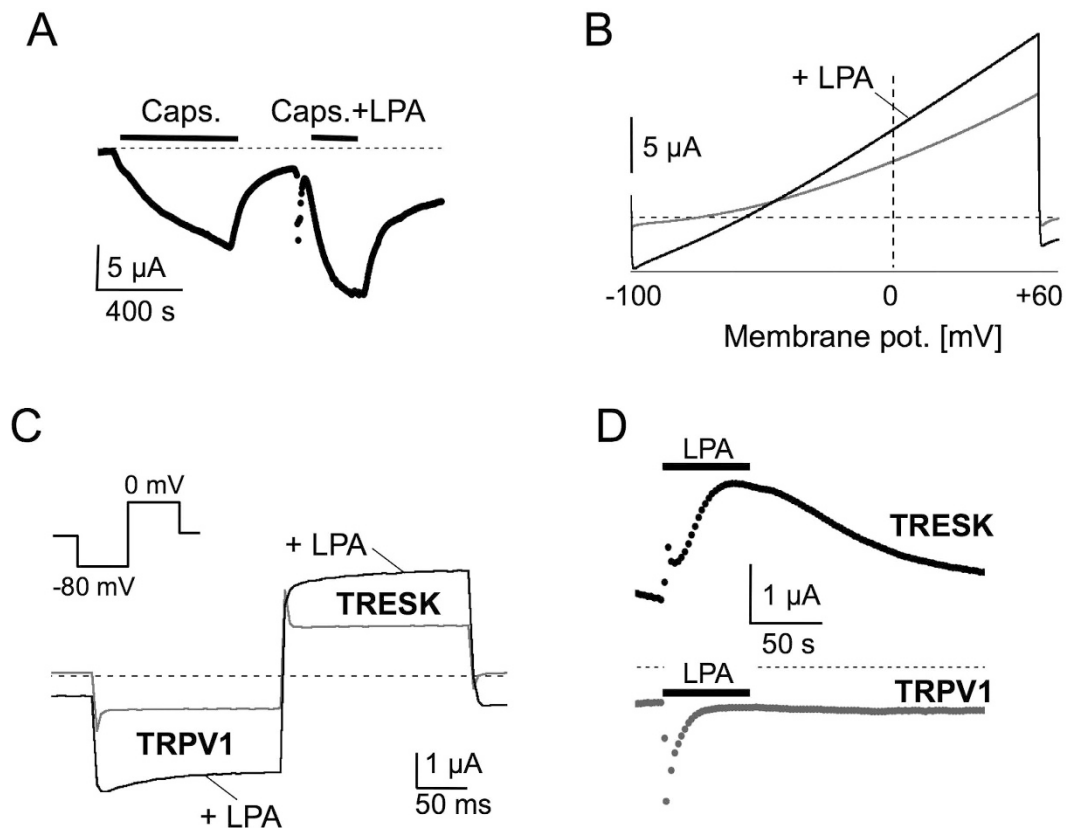 A
Caps.
Caps.+LPA
5 µA
400 s
B
+ LPA
5 µA
-100
0
+60
Membrane pot. [mV]
C
0 mV
-80 mV
+ LPA
TRESK
TRPV1
+ LPA
1 µA
50 ms
D
LPA
TRESK
1 µA
50 s
LPA
TRPV1